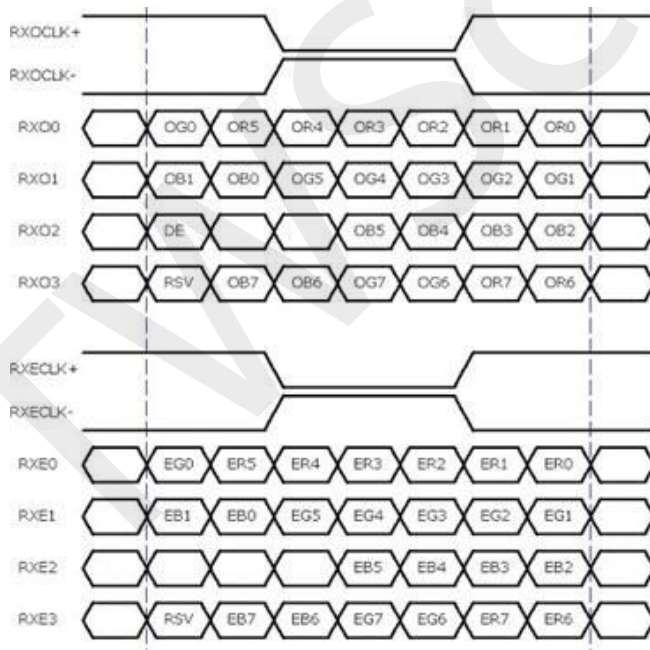 RXOCLK+
RXOCLK-
RXO0 OG0 OR5 OR4 OR3 OR2 OR1 OR0
RXO1 OB1 OB0 OG5 OG4 OG3 OG2 OG1
RXO2 DE OB5 OB4 OB3 OB2
RXO3 RSV OB7 OB6 OG7 OG6 OR7 OR6
RXECLK+
RXECLK-
RXE0 EG0 ER5 ER4 ER3 ER2 ER1 ER0
RXE1 EB1 EB0 EG5 EG4 EG3 EG2 EG1
RXE2 EB5 EB4 EB3 EB2
RXE3 RSV EB7 EB6 EG7 EG6 ER7 ER6